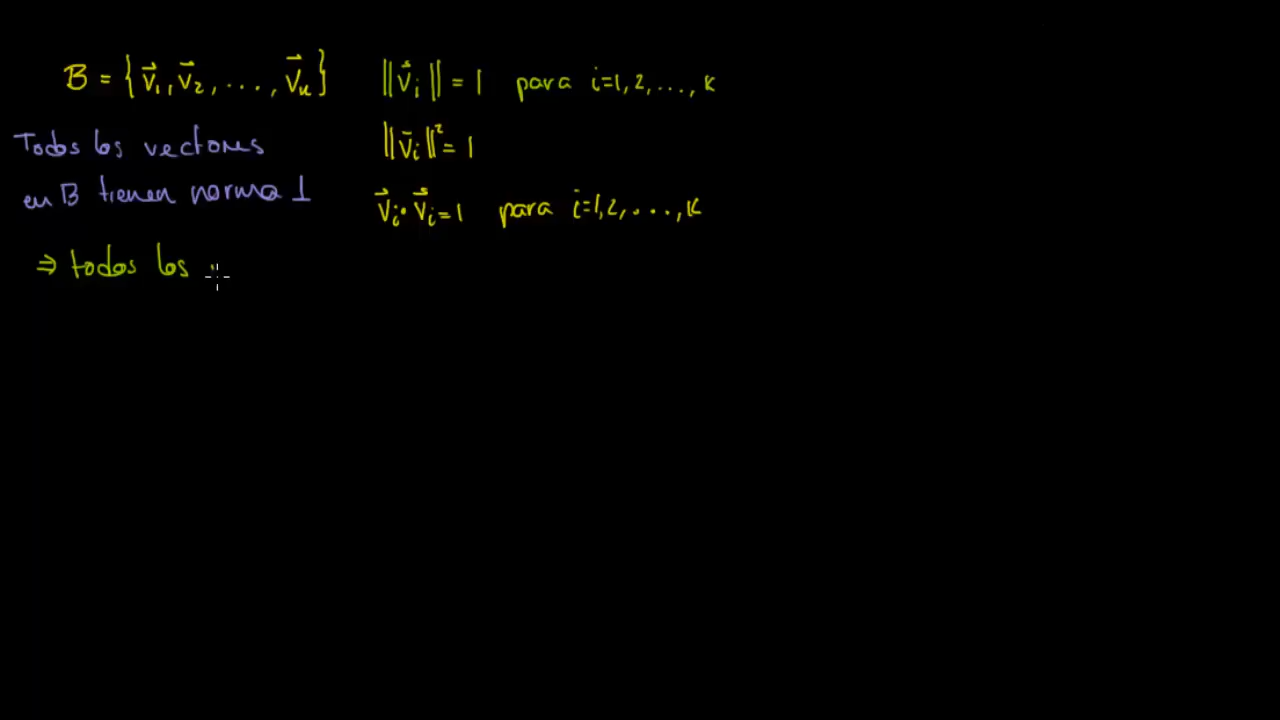 B = {v⃗₁, v⃗₂, ..., v⃗ₖ} ||v⃗ᵢ|| = 1 para i=1, 2, ..., k
Todos los vectores ||v⃗ᵢ||² = 1
en B tienen norma 1 v⃗ᵢ · v⃗ᵢ = 1 para i=1, 2, ..., k
⇒ todos los